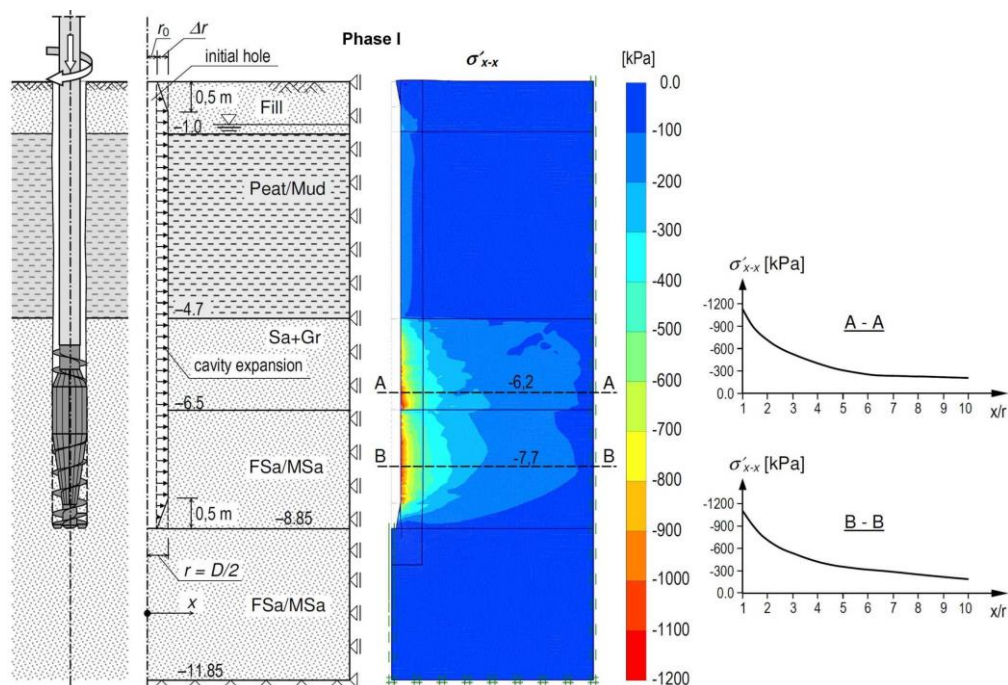 r₀ Δr
initial hole
0,5 m
Fill
–1.0
Peat/Mud
–4.7
Sa+Gr
cavity expansion
–6.5
FSa/MSa
0,5 m
–8.85
r = D/2
x
FSa/MSa
–11.85
Phase I
σ'x-x
A -6,2 A
B -7,7 B
[kPa]
0.0
-100
-200
-300
-400
-500
-600
-700
-800
-900
-1000
-1100
-1200
σ'x-x [kPa]
A - A
-1200
-900
-600
-300
0.0
1 2 3 4 5 6 7 8 9 10 x/r
σ'x-x [kPa]
B - B
-1200
-900
-600
-300
0.0
1 2 3 4 5 6 7 8 9 10 x/r